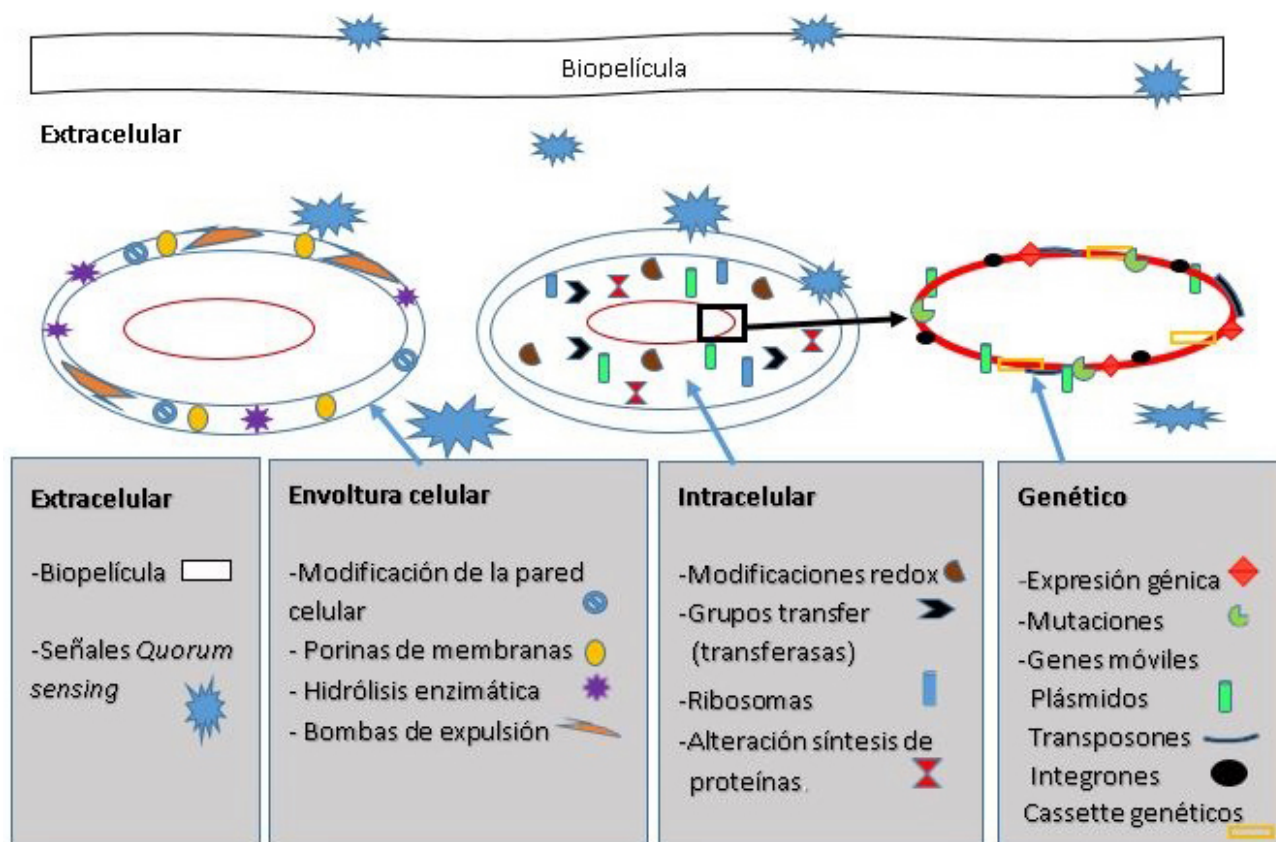 Biopelícula
Extracelular
Extracelular
-Biopelícula
-Señales Quorum
sensing
Envoltura celular
-Modificación de la pared
celular
- Porinas de membranas
- Hidrólisis enzimática
- Bombas de expulsión
Intracelular
-Modificaciones redox
-Grupos transfer
(transferasas)
-Ribosomas
-Alteración síntesis de
proteínas.
Genético
-Expresión génica
-Mutaciones
-Genes móviles
Plásmidos
Transposones
Integrones
Cassette genéticos